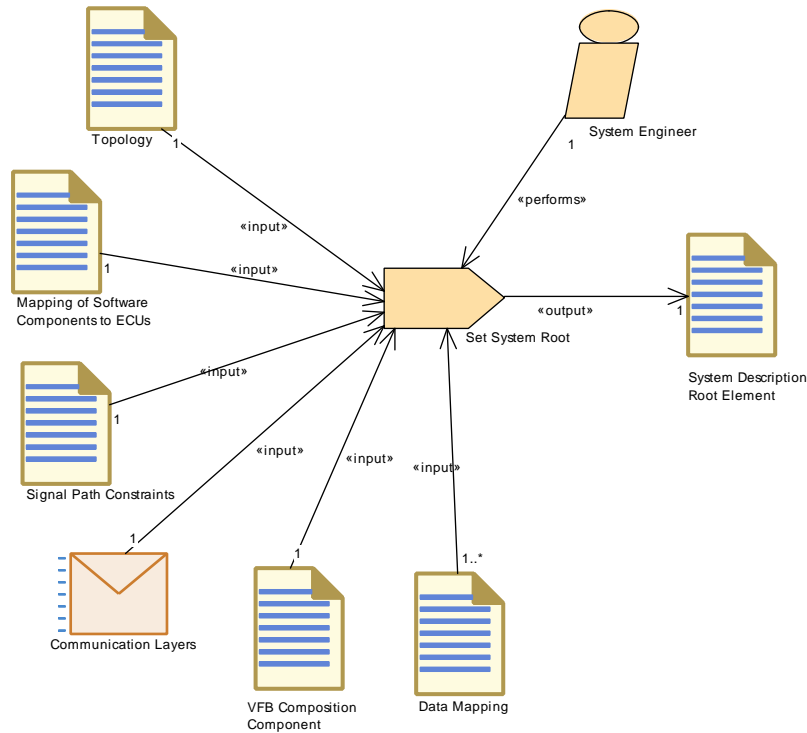 System Engineer
1
Topology
1
«performs»
«input»
System Description
Root Element
1
«output»
Mapping of Software
Components to ECUs
1
«input»
Set System Root
Signal Path Constraints
1
«input»
Communication Layers
1
«input»
VFB Composition
Component
1
«input»
Data Mapping
1..*
«input»